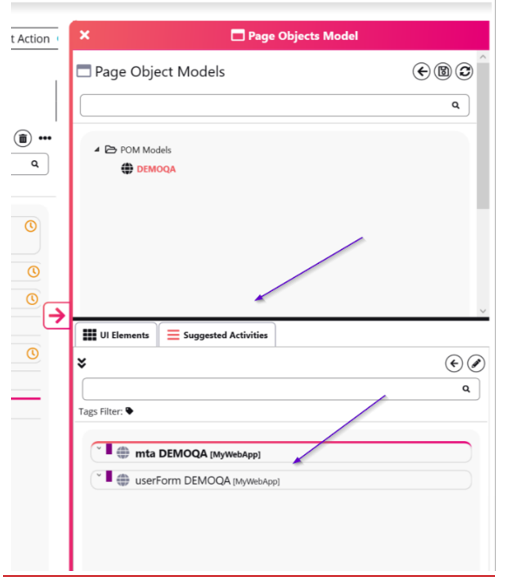 t Action
Page Objects Model
Page Object Models
POM Models
DEMOQA
UI Elements
Suggested Activities
Tags Filter:
mta DEMOQA [MyWebApp]
userForm DEMOQA [MyWebApp]